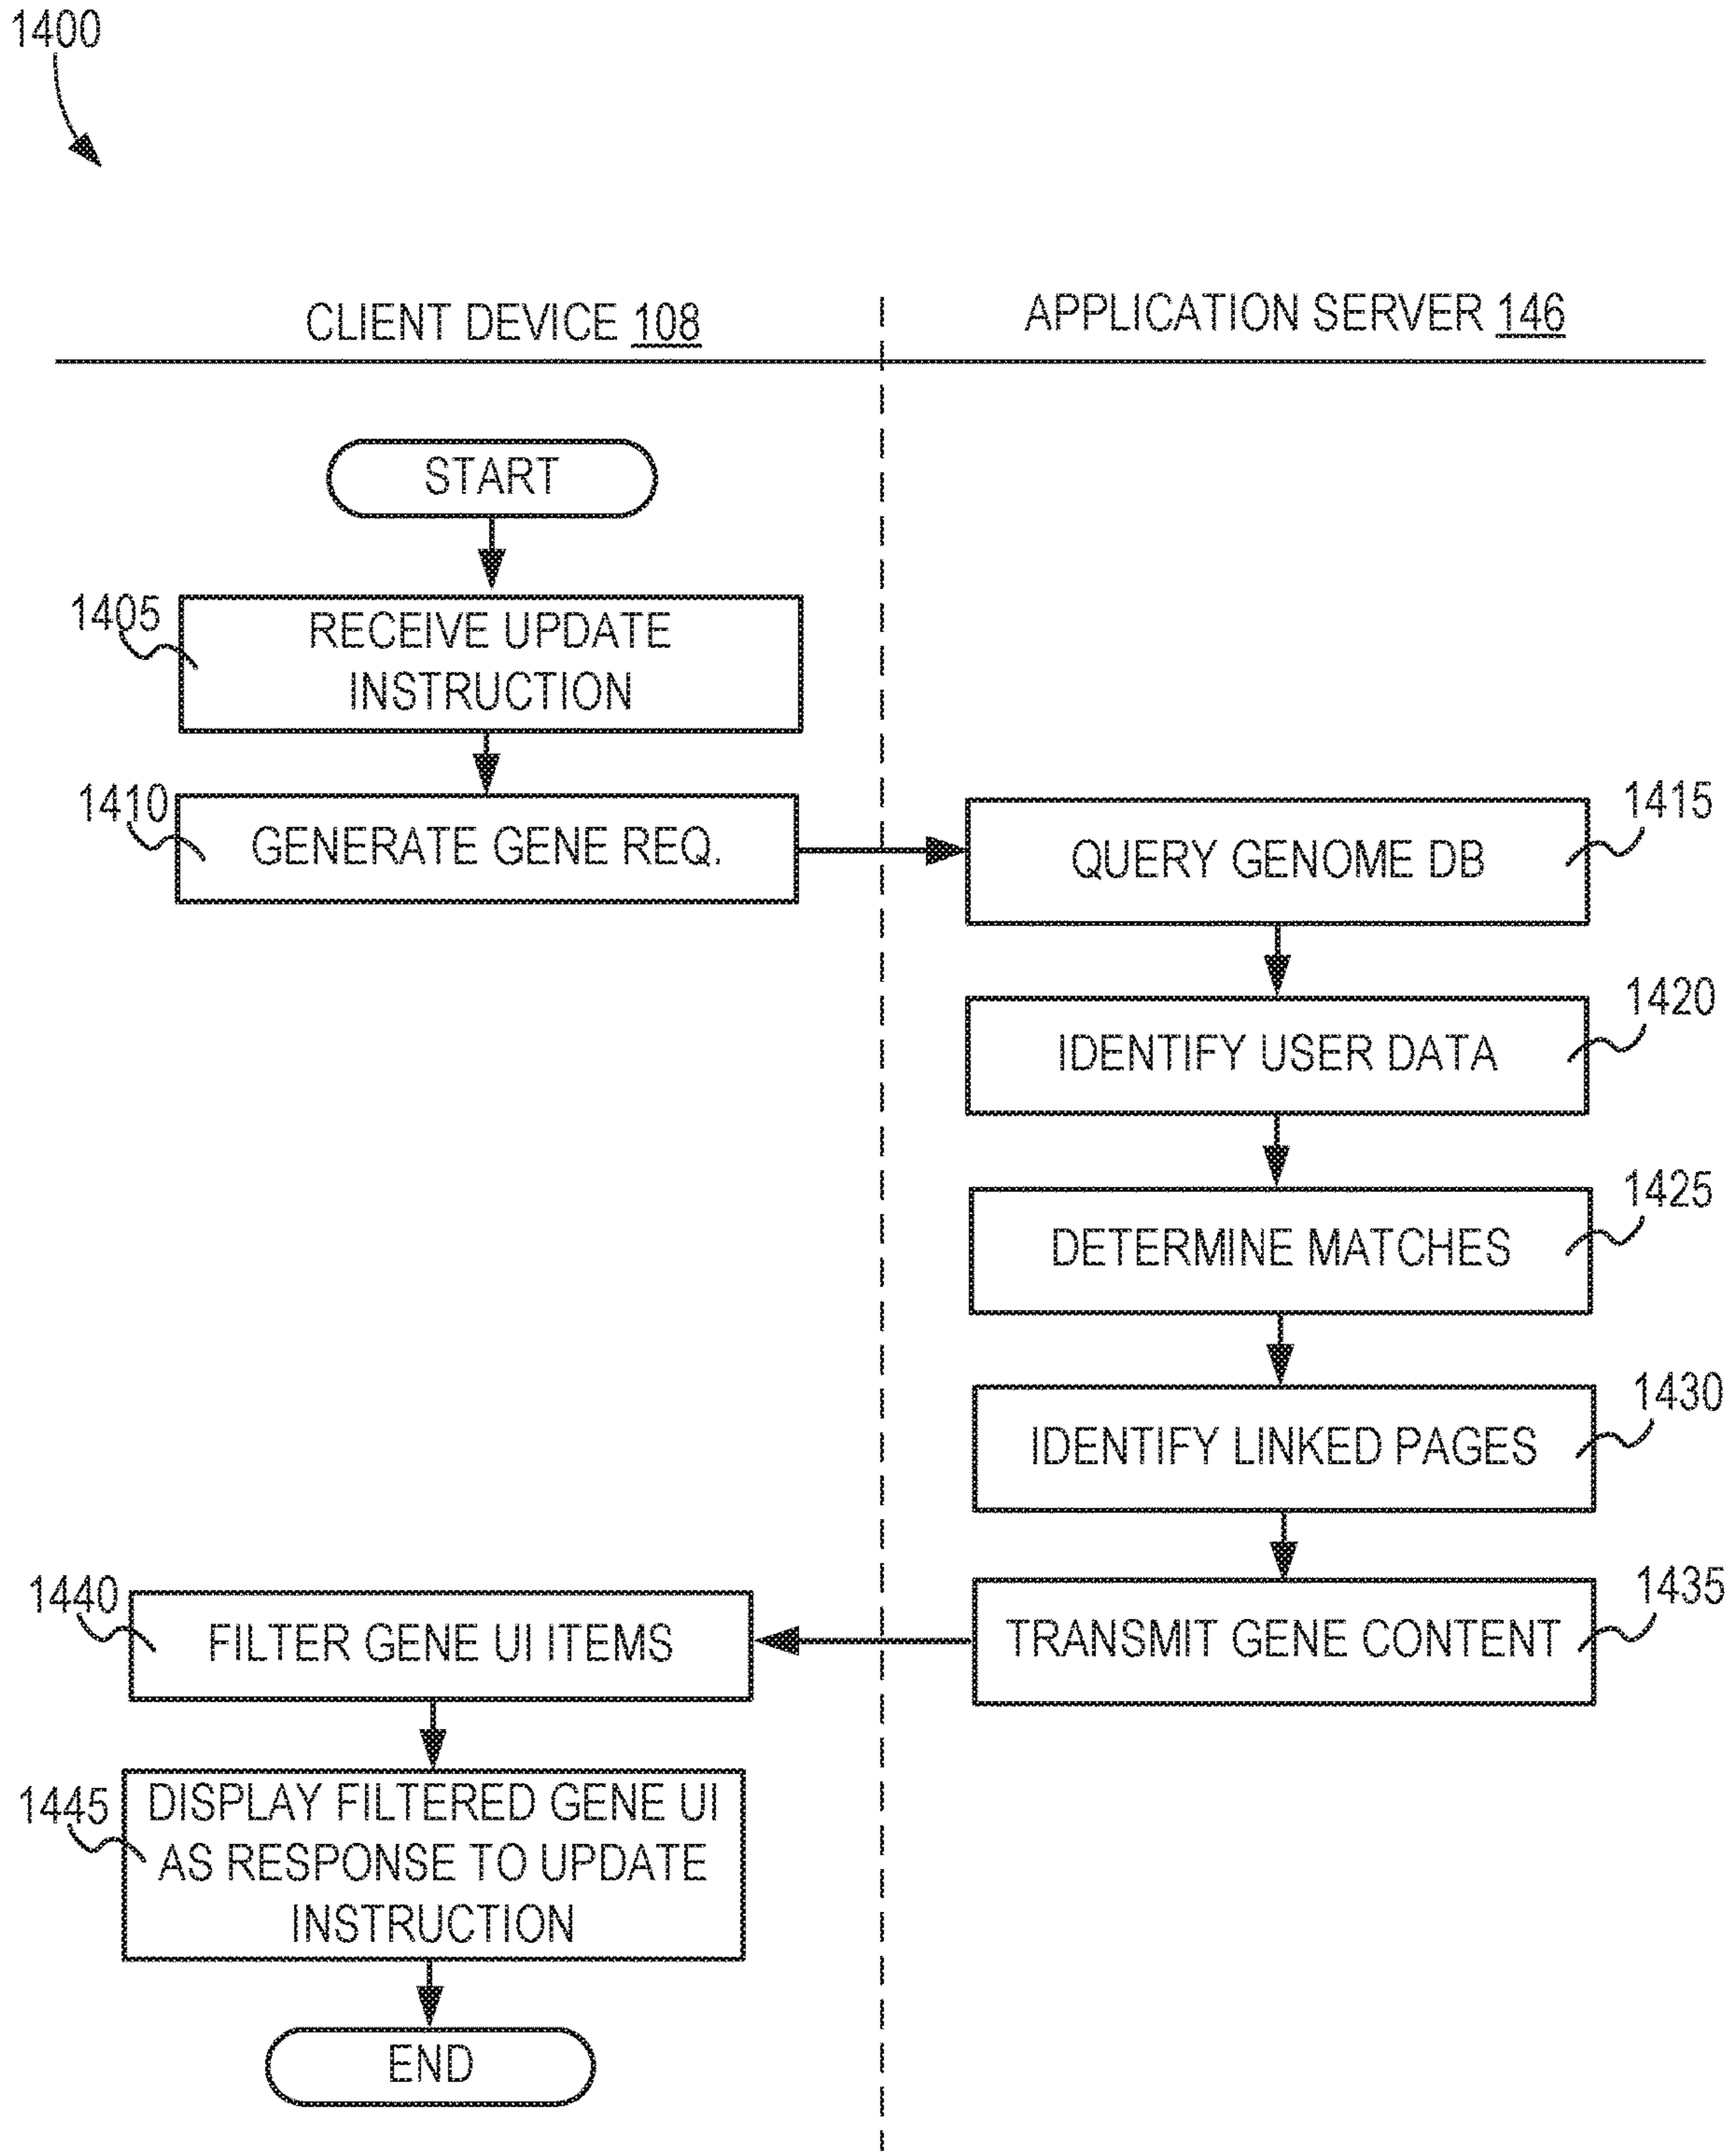 1400
CLIENT DEVICE 108
APPLICATION SERVER 146
START
1405
RECEIVE UPDATE
INSTRUCTION
1410
GENERATE GENE REQ.
1415
QUERY GENOME DB
1420
IDENTIFY USER DATA
1425
DETERMINE MATCHES
1430
IDENTIFY LINKED PAGES
1435
TRANSMIT GENE CONTENT
1440
FILTER GENE UI ITEMS
1445
DISPLAY FILTERED GENE UI
AS RESPONSE TO UPDATE
INSTRUCTION
END